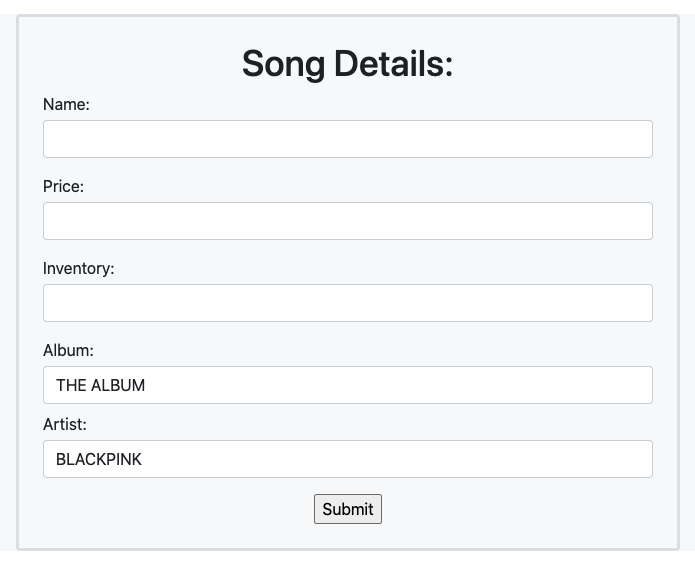 Song Details:
Name:
Price:
Inventory:
Album:
THE ALBUM
Artist:
BLACKPINK
Submit